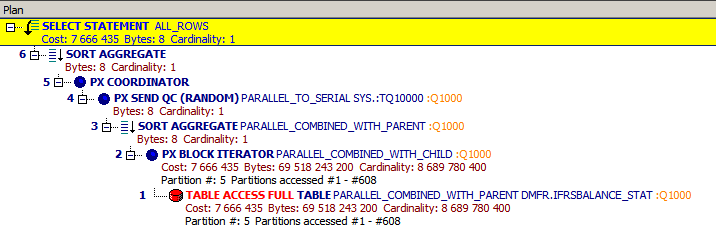 Plan
SELECT STATEMENT ALL_ROWS
Cost: 7 666 435 Bytes: 8 Cardinality: 1
6 SORT AGGREGATE
Bytes: 8 Cardinality: 1
5 PX COORDINATOR
4 PX SEND QC (RANDOM) PARALLEL_TO_SERIAL SYS.:TQ10000 :Q1000
Bytes: 8 Cardinality: 1
3 SORT AGGREGATE PARALLEL_COMBINED_WITH_PARENT :Q1000
Bytes: 8 Cardinality: 1
2 PX BLOCK ITERATOR PARALLEL_COMBINED_WITH_CHILD :Q1000
Cost: 7 666 435 Bytes: 69 518 243 200 Cardinality: 8 689 780 400
Partition #: 5 Partitions accessed #1 - #608
1 TABLE ACCESS FULL TABLE PARALLEL_COMBINED_WITH_PARENT DMFR.IFRSBALANCE_STAT :Q1000
Cost: 7 666 435 Bytes: 69 518 243 200 Cardinality: 8 689 780 400
Partition #: 5 Partitions accessed #1 - #608